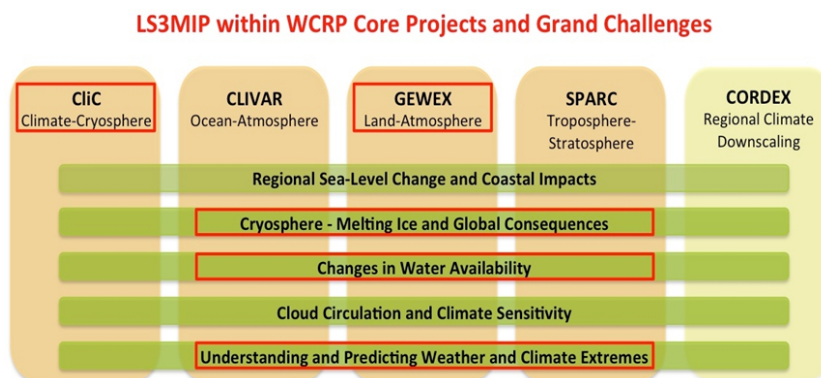 LS3MIP within WCRP Core Projects and Grand Challenges
CliC
Climate-Cryosphere
CLIVAR
Ocean-Atmosphere
GEWEX
Land-Atmosphere
SPARC
Troposphere-
Stratosphere
CORDEX
Regional Climate
Downscaling
Regional Sea-Level Change and Coastal Impacts
Cryosphere - Melting Ice and Global Consequences
Changes in Water Availability
Cloud Circulation and Climate Sensitivity
Understanding and Predicting Weather and Climate Extremes